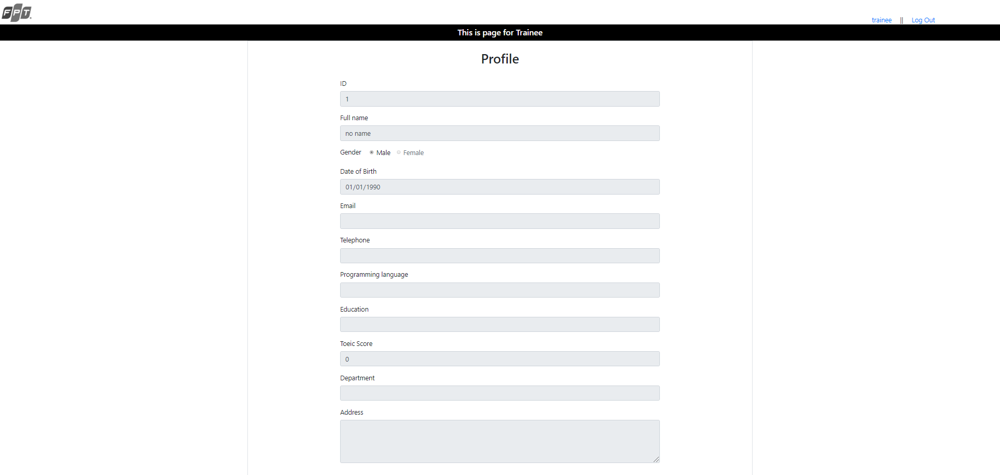 FPT
trainee || Log Out
This is page for Trainee
Profile
ID
1
Full name
no name
Gender Male Female
Date of Birth
01/01/1990
Email
Telephone
Programming language
Education
Toeic Score
0
Department
Address